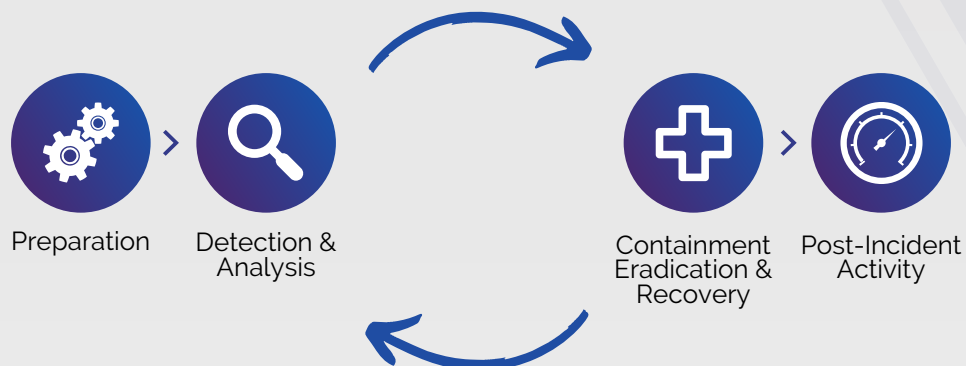 Preparation
Detection &
Analysis
Containment
Eradication &
Recovery
Post-Incident
Activity